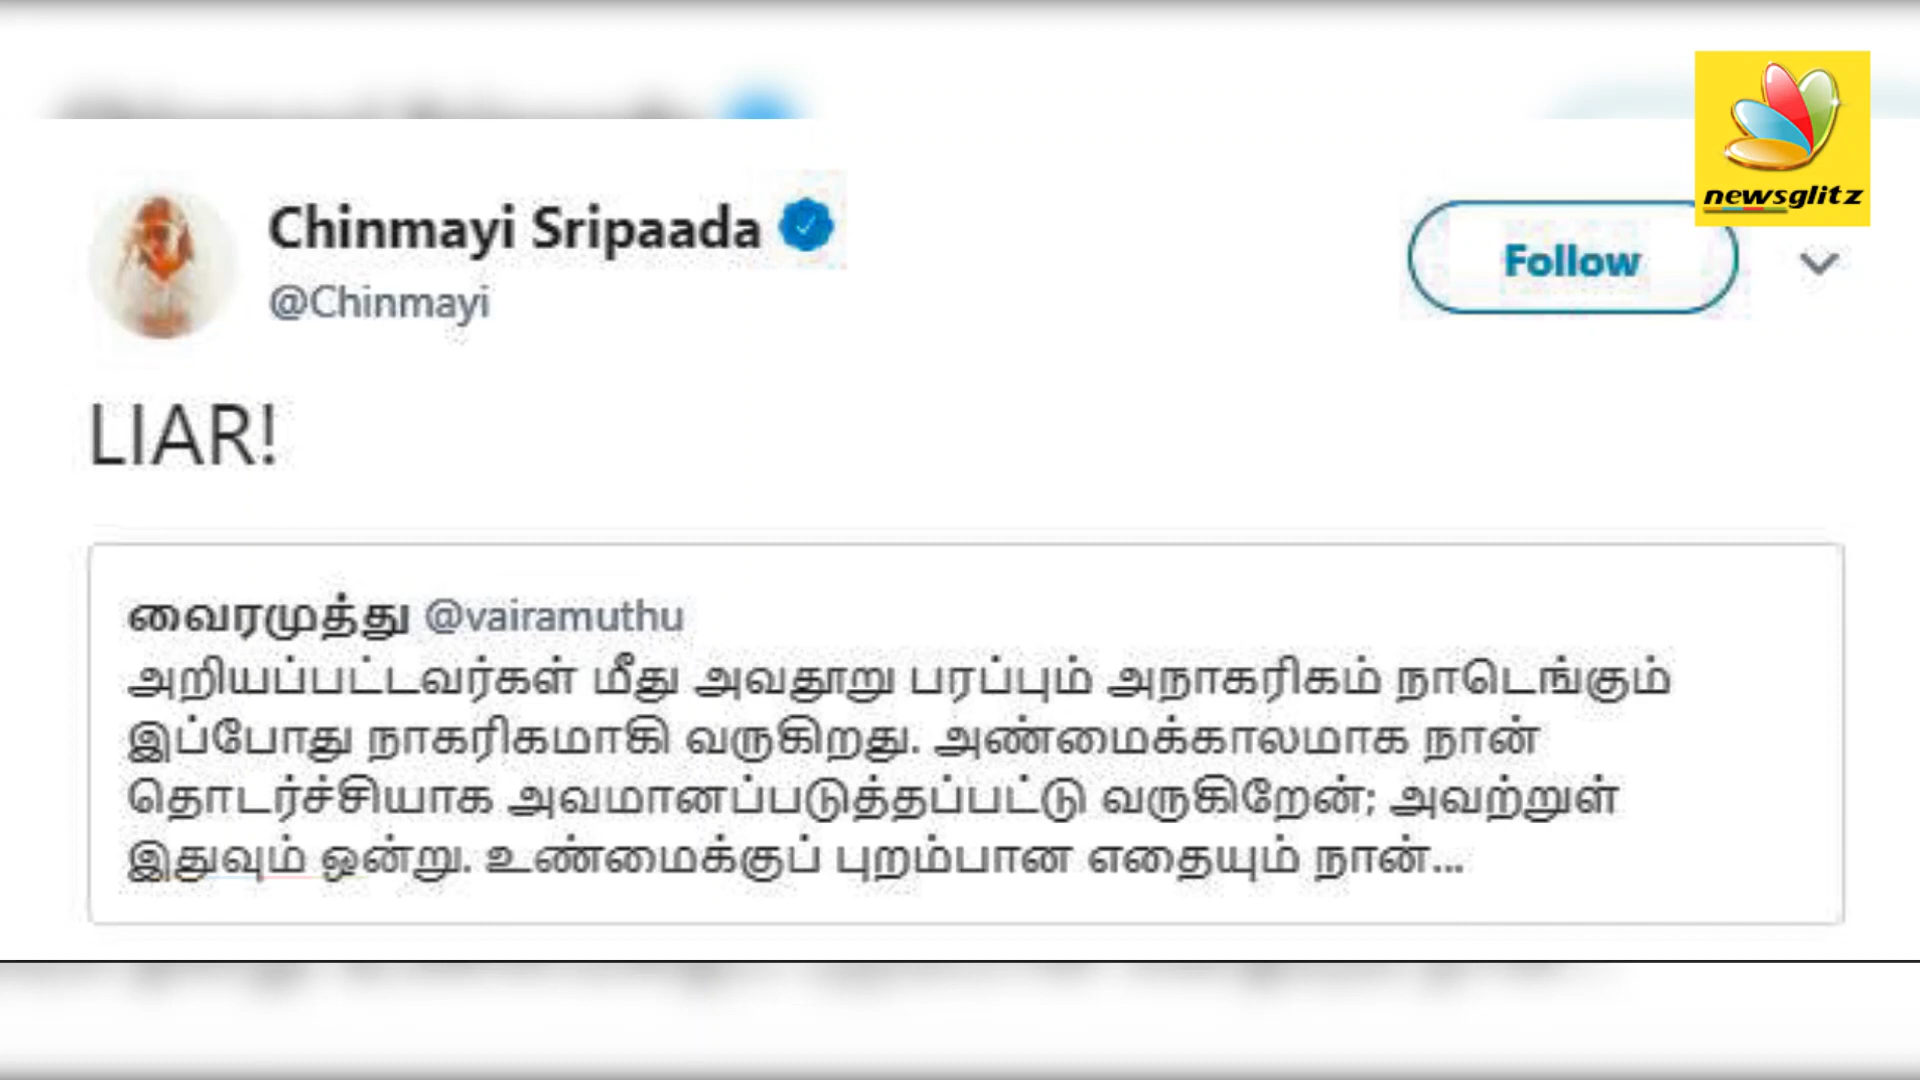 newsglitz
Chinmayi Sripaada
@Chinmayi
Follow
LIAR!
வைரமுத்து @vairamuthu
அறியப்பட்டவர்கள் மீது அவதூறு பரப்பும் அநாகரிகம் நாடெங்கும்
இப்போது நாகரிகமாகி வருகிறது. அண்மைக்காலமாக நான்
தொடர்ச்சியாக அவமானப்படுத்தப்பட்டு வருகிறேன்; அவற்றுள்
இதுவும் ஒன்று. உண்மைக்குப் புறம்பான எதையும் நான்...